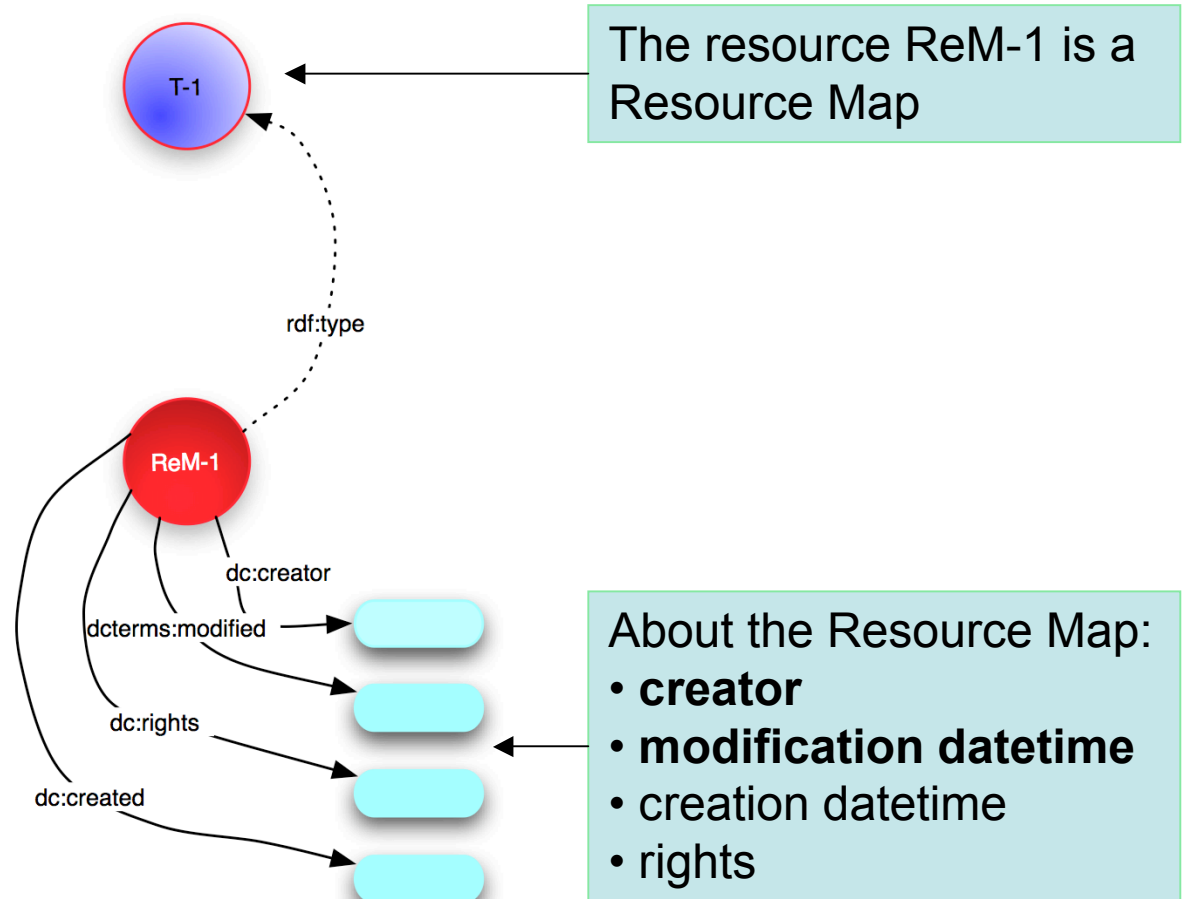 T-1
The resource ReM-1 is a
Resource Map
rdf:type
ReM-1
dc:creator
dcterms:modified
dc:rights
dc:created
About the Resource Map:
• creator
• modification datetime
• creation datetime
• rights